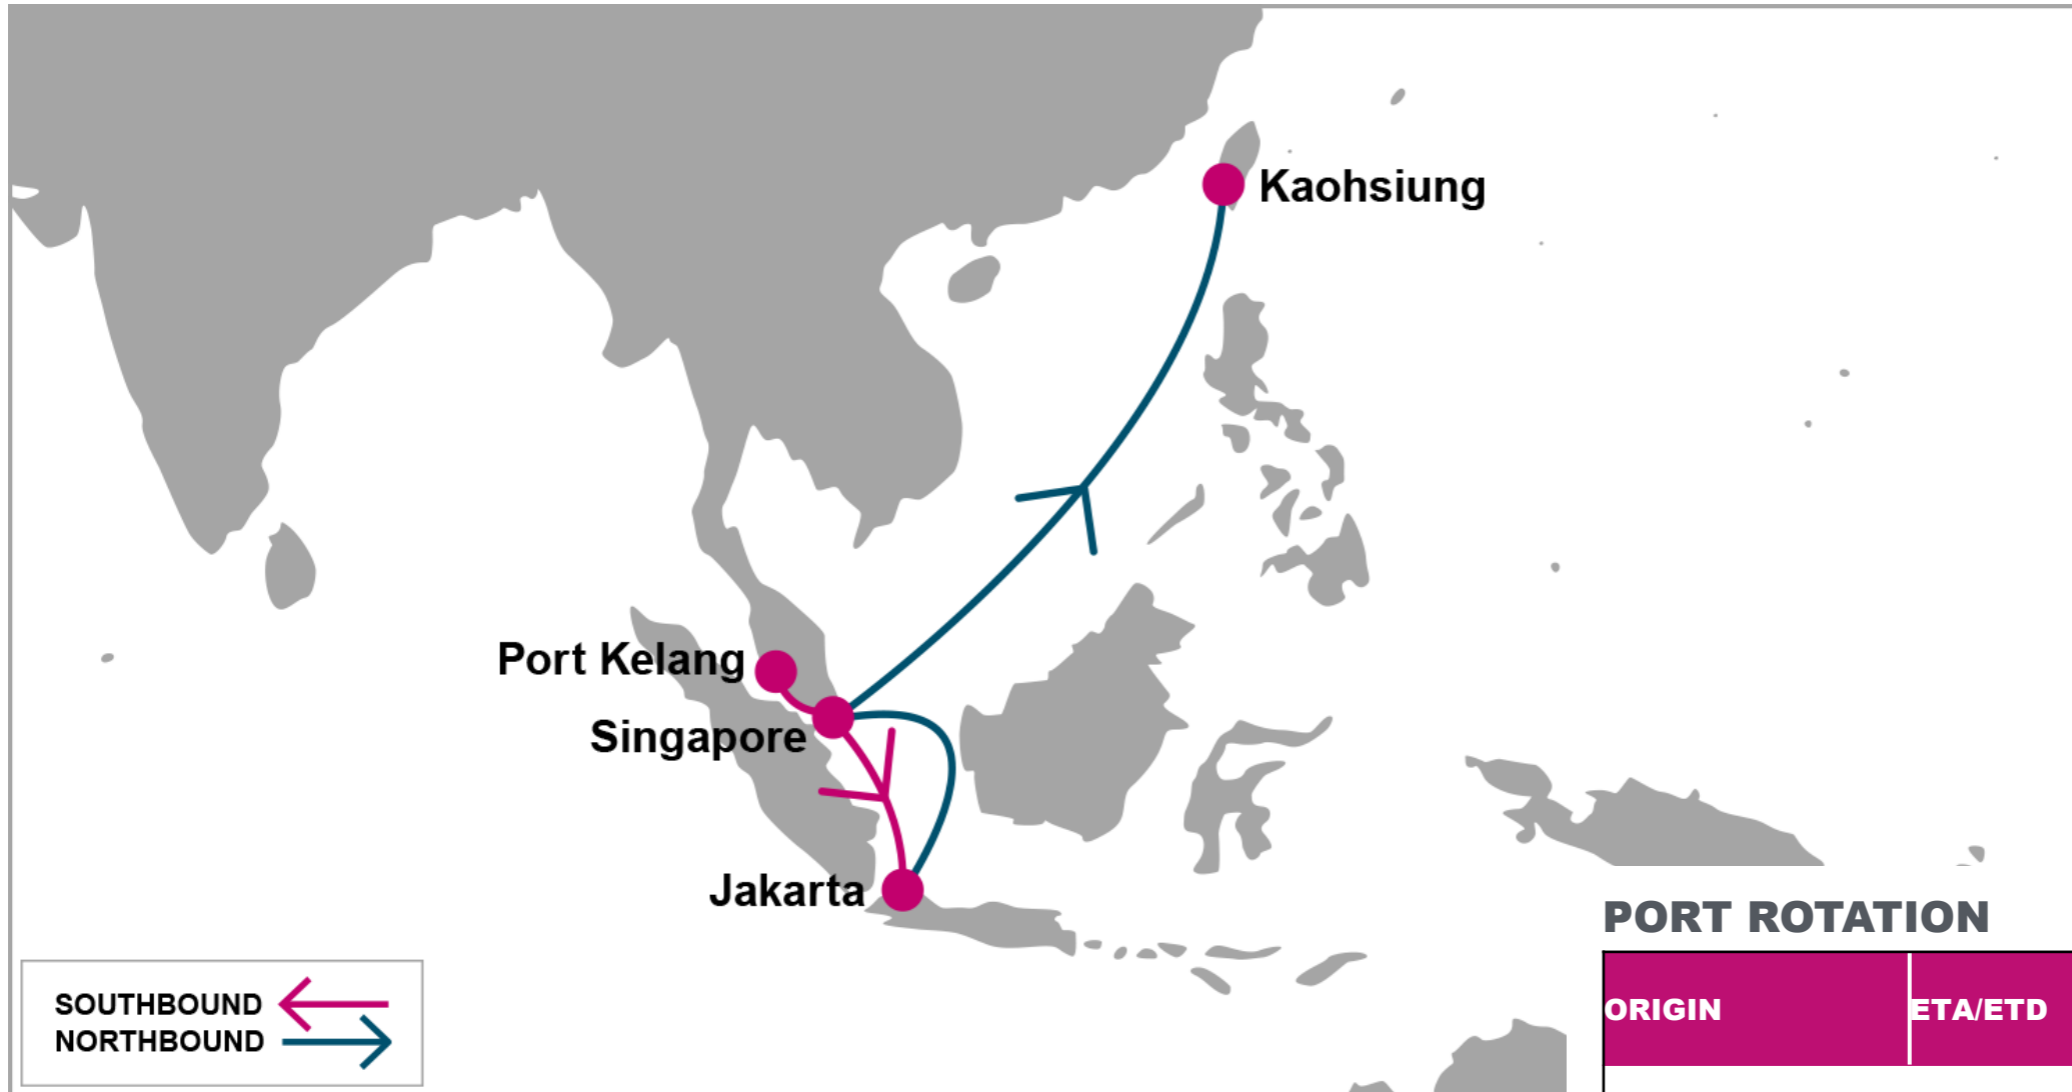 Kaohsiung
Port Kelang
Singapore
Jakarta
PORT ROTATION
ORIGIN
ETA/ETD
SOUTHBOUND
NORTHBOUND